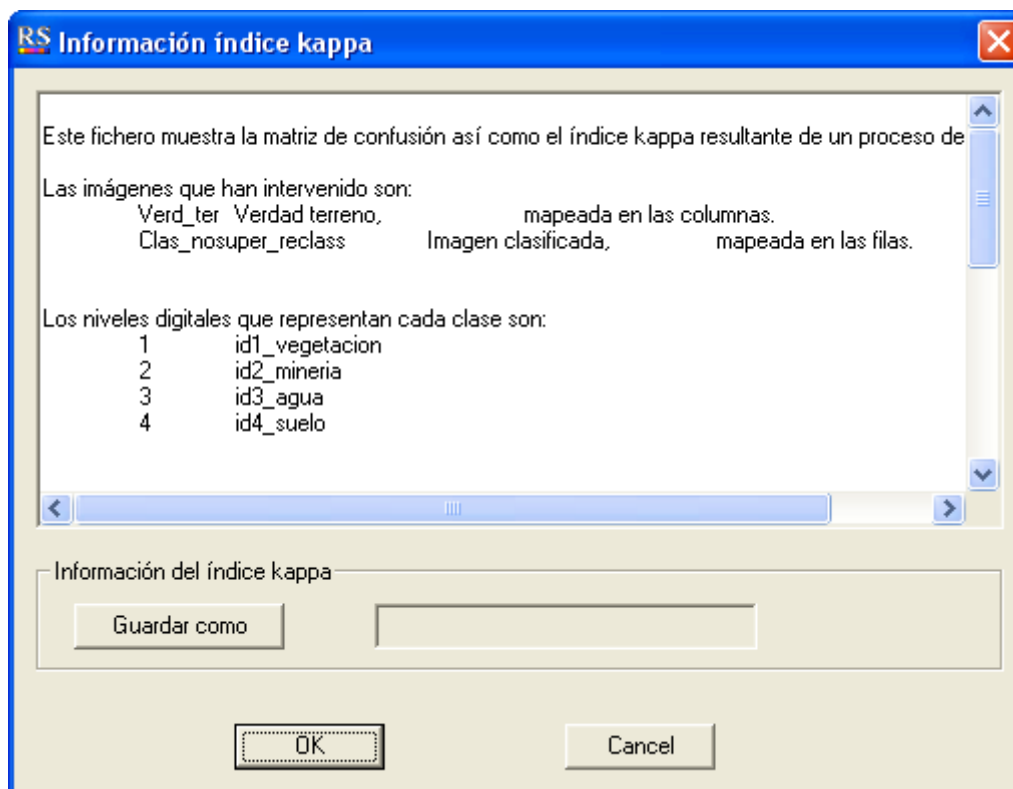 RS Información índice kappa
Este fichero muestra la matriz de confusión así como el índice kappa resultante de un proceso de
Las imágenes que han intervenido son:
Verd_ter Verdad terreno, mapeada en las columnas.
Clas_nosuper_reclass Imagen clasificada, mapeada en las filas.
Los niveles digitales que representan cada clase son:
1 id1_vegetacion
2 id2_mineria
3 id3_agua
4 id4_suelo
Información del índice kappa
Guardar como
OK Cancel